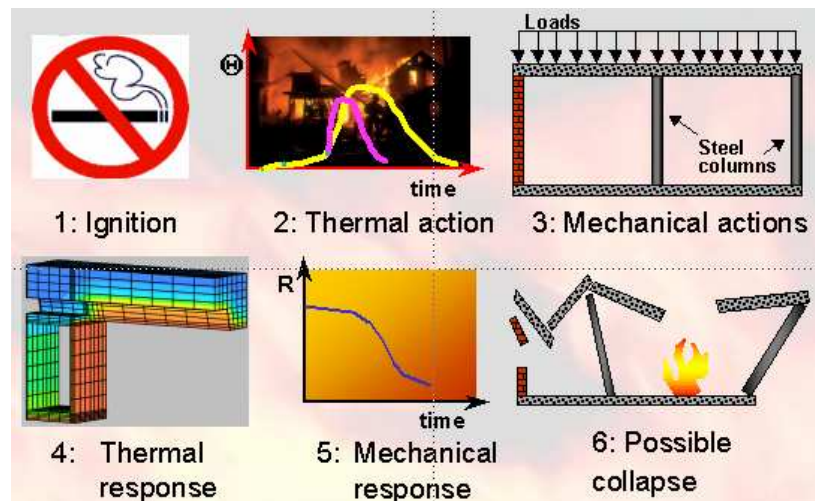 Loads
Θ
Steel
columns
time
1: Ignition
2: Thermal action
3: Mechanical actions
R
time
4: Thermal
response
5: Mechanical
response
6: Possible
collapse